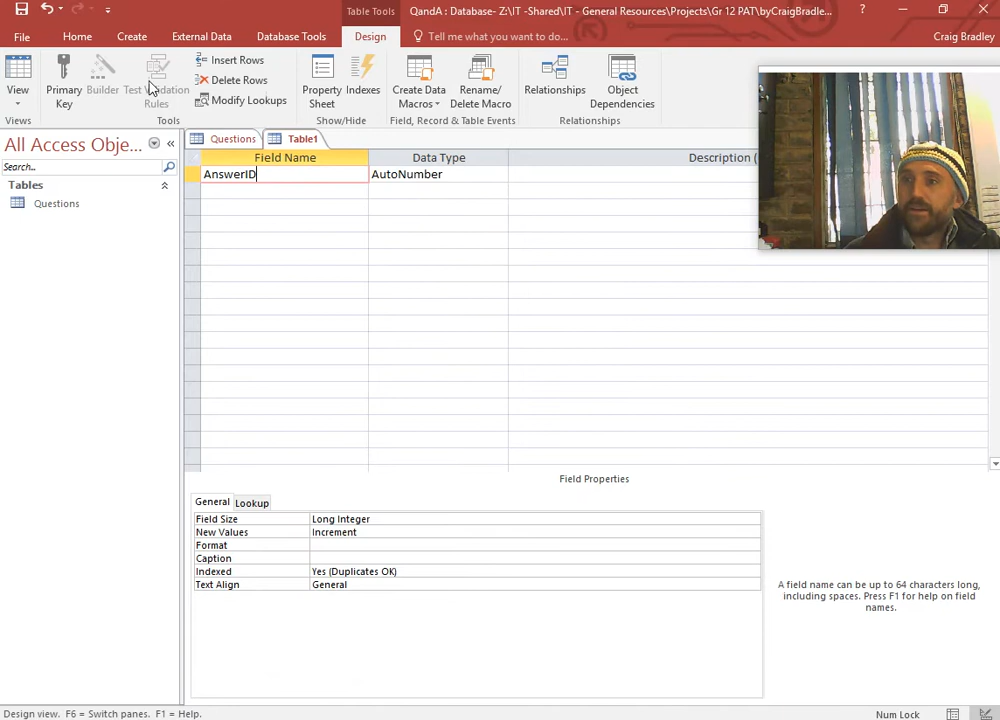 Table Tools
QandA : Database- Z:\IT -Shared\IT - General Resources\Projects\Gr 12 PAT\byCraigBradle...
?
File
Home
Create
External Data
Database Tools
Design
Tell me what you want to do...
Craig Bradley
View
Primary Key
Builder
Test Validation Rules
Insert Rows
Delete Rows
Modify Lookups
Property Sheet
Indexes
Create Data Macros
Rename/ Delete Macro
Relationships
Object Dependencies
Views
Tools
Show/Hide
Field, Record & Table Events
Relationships
All Access Obje...
Search...
Tables
Questions
Questions
Table1
Field Name
Data Type
Description (
AnswerID
AutoNumber
Field Properties
General
Lookup
Field Size
Long Integer
New Values
Increment
Format
Caption
Indexed
Yes (Duplicates OK)
Text Align
General
A field name can be up to 64 characters long,
including spaces. Press F1 for help on field
names.
Design view. F6 = Switch panes. F1 = Help.
Num Lock